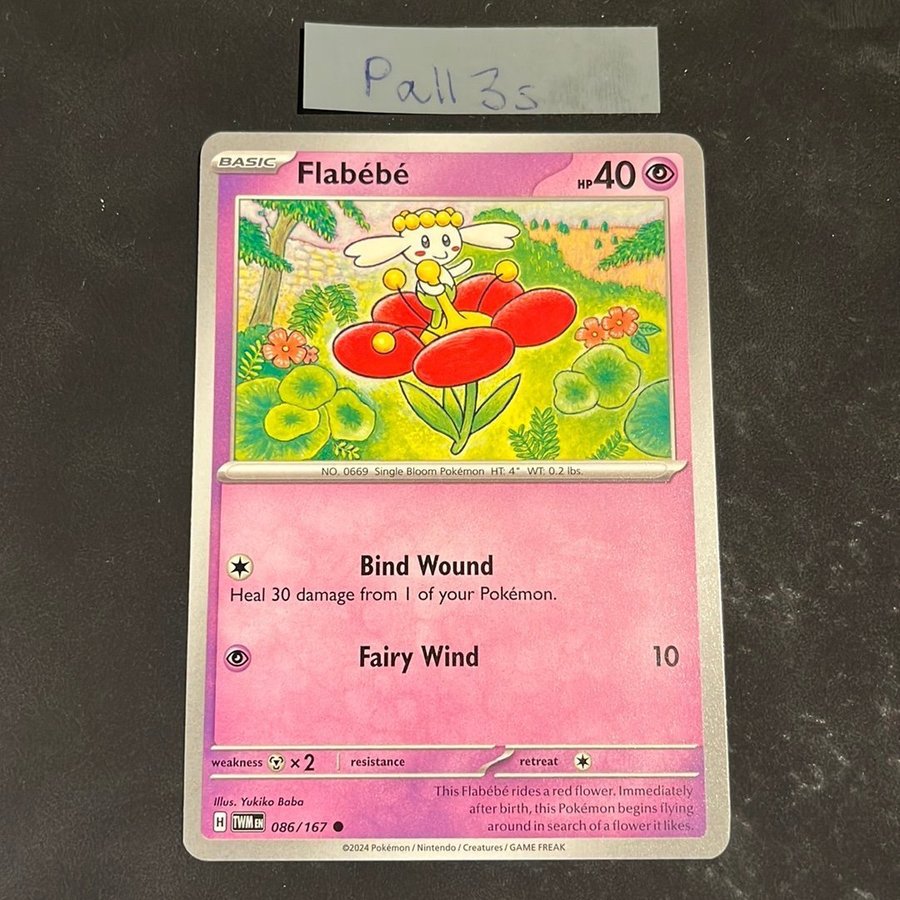 Pall3s
BASIC Flabébé HP 40
NO. 0669 Single Bloom Pokémon HT: 4" WT: 0.2 lbs.
Bind Wound
Heal 30 damage from 1 of your Pokémon.
Fairy Wind 10
weakness ×2 resistance retreat
This Flabébé rides a red flower. Immediately
after birth, this Pokémon begins flying
around in search of a flower it likes.
Illus. Yukiko Baba
H TWM EN 086/167
©2024 Pokémon / Nintendo / Creatures / GAME FREAK